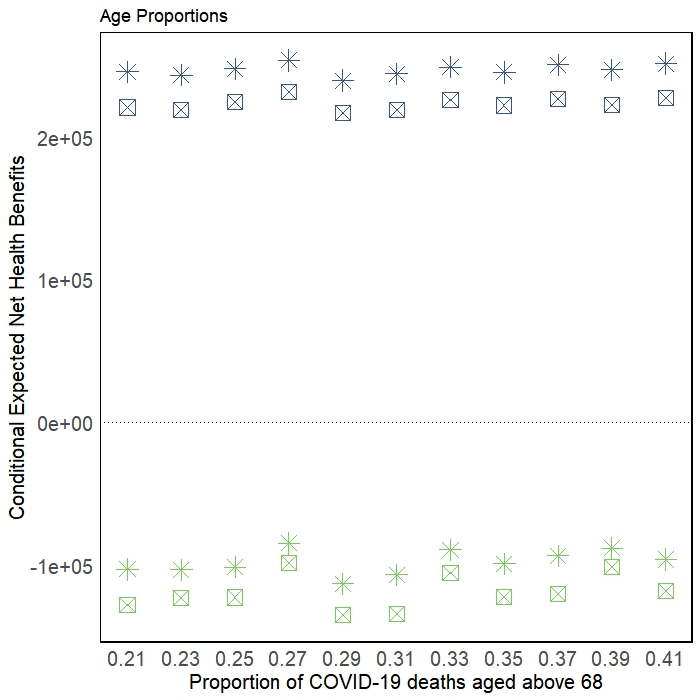 Age Proportions
Conditional Expected Net Health Benefits
2e+05
1e+05
0e+00
-1e+05
0.21 0.23 0.25 0.27 0.29 0.31 0.33 0.35 0.37 0.39 0.41
Proportion of COVID-19 deaths aged above 68